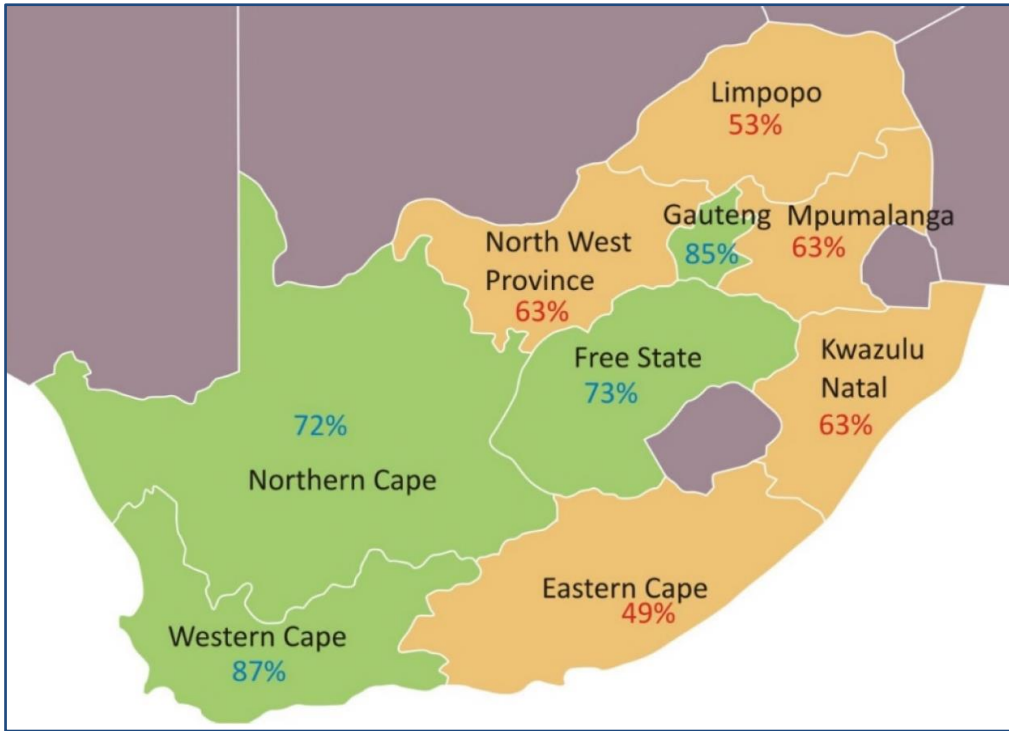 Limpopo
53%
Gauteng
85%
Mpumalanga
63%
North West
Province
63%
Free State
73%
Kwazulu
Natal
63%
72%
Northern Cape
Eastern Cape
49%
Western Cape
87%